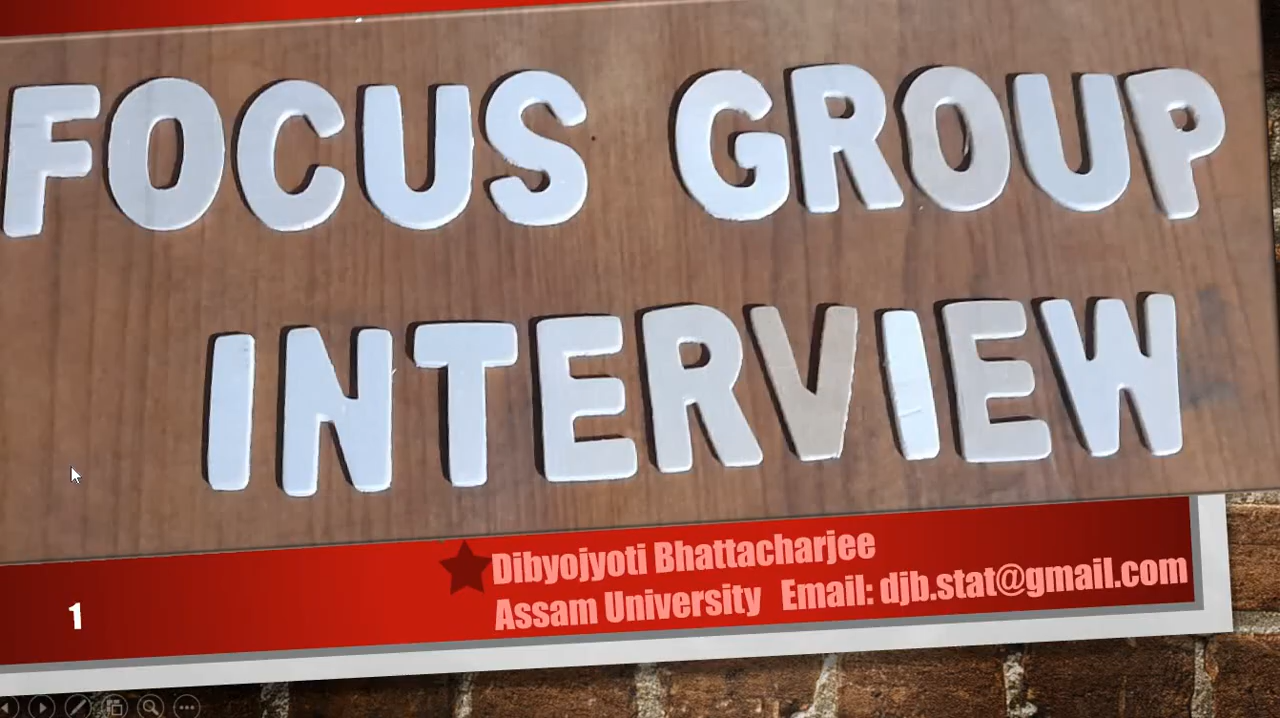 FOCUS GROUP
INTERVIEW
Dibyojyoti Bhattacharjee
Assam University Email: djb.stat@gmail.com
1